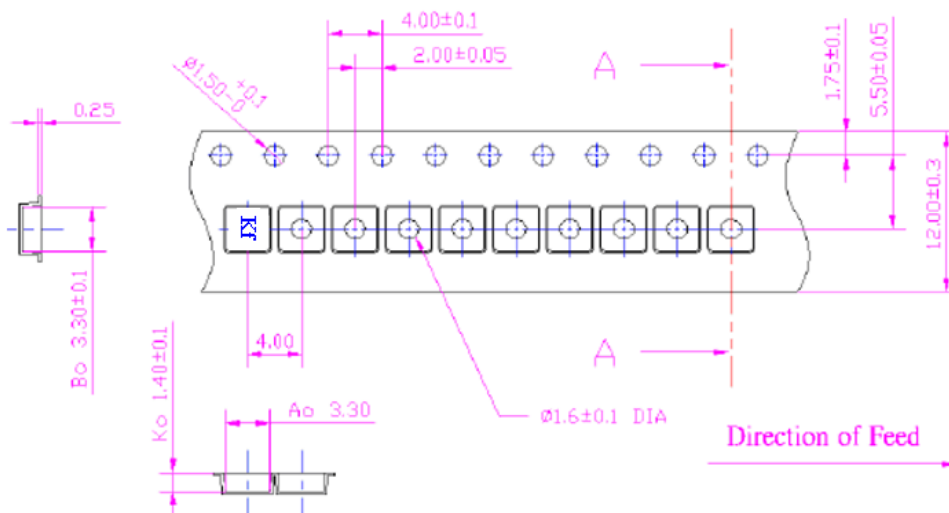 4.00±0.1
2.00±0.05
Ø1.50 +0.1 -0
0.25
A
1.75±0.1
5.50±0.05
12.00±0.3
Kf
Bo 3.30±0.1
4.00
A
Ko 1.40±0.1
Ao 3.30
Ø1.6±0.1 DIA
Direction of Feed